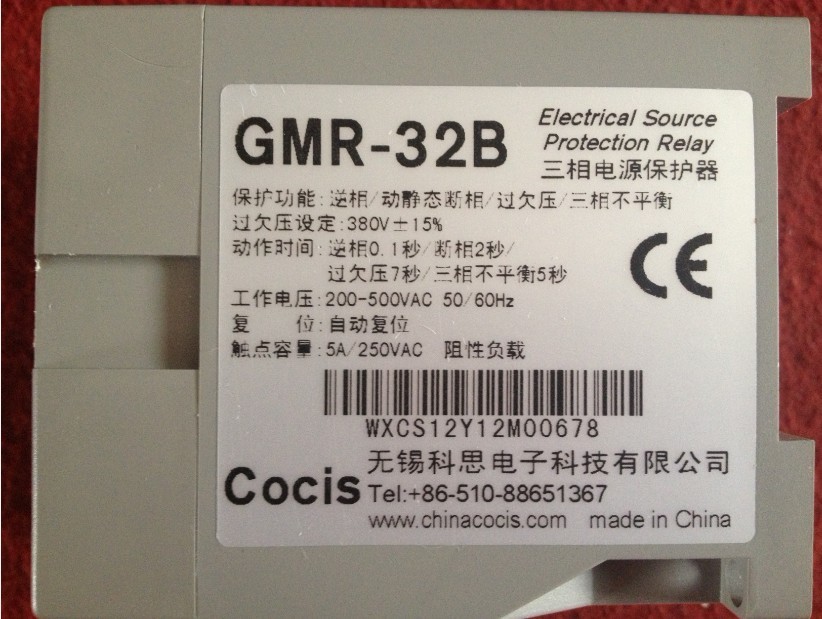 GMR-32B
Electrical Source
Protection Relay
三相电源保护器
保护功能:逆相/动静态断相/过欠压/三相不平衡
过欠压设定:380V±15%
动作时间:逆相0.1秒/断相2秒/
过欠压7秒/三相不平衡5秒
工作电压:200-500VAC 50/60Hz
复 位:自动复位
触点容量:5A/250VAC 阻性负载
CE
WXCS12Y12M00678
Cocis
无锡科思电子科技有限公司
Tel:+86-510-88651367
www.chinacocis.com made in China